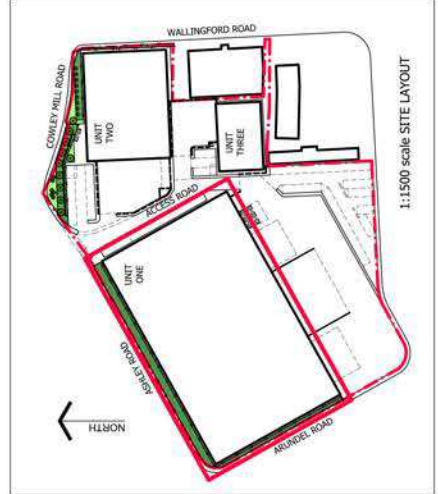 WALLINGFORD ROAD
COWLEY MILL ROAD
UNIT
TWO
UNIT
THREE
1:1500 scale SITE LAYOUT
ACCESS ROAD
UNIT
ONE
ASHLEY ROAD
NORTH
ARUNDEL ROAD